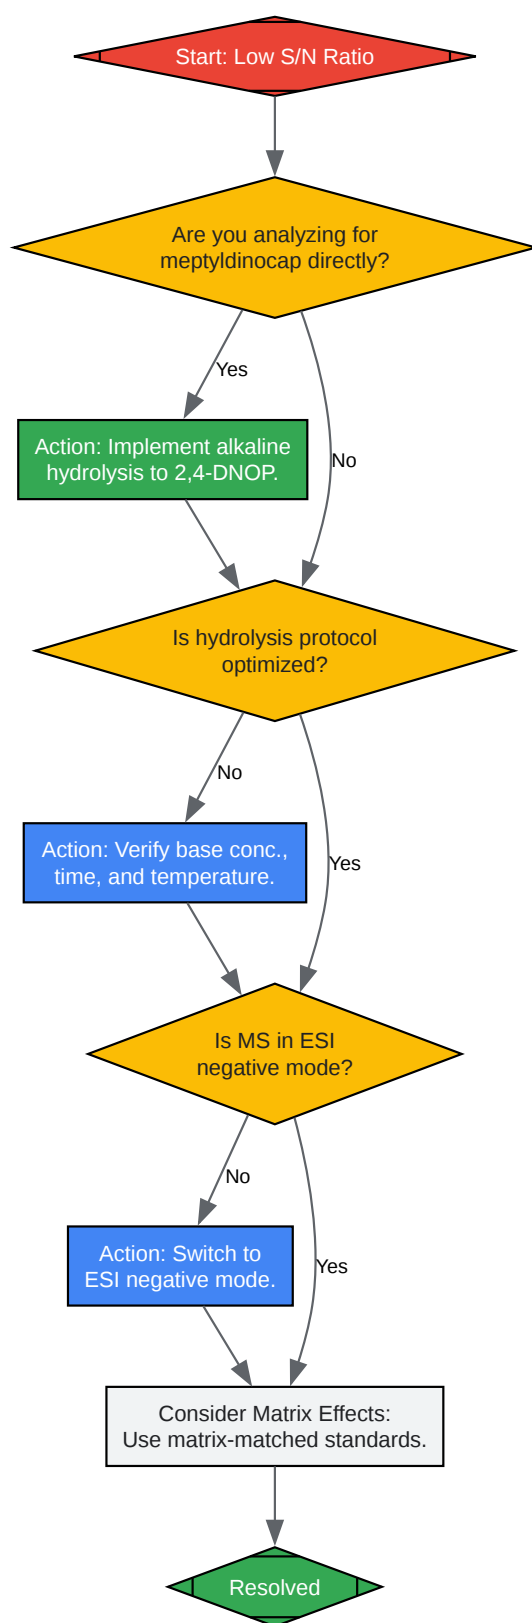 Start: Low S/N Ratio
Are you analyzing for
meptyldinocap directly?
Yes
Action: Implement alkaline
hydrolysis to 2,4-DNOP.
No
Is hydrolysis protocol
optimized?
No
Action: Verify base conc.,
time, and temperature.
Yes
Is MS in ESI
negative mode?
No
Action: Switch to
ESI negative mode.
Yes
Consider Matrix Effects:
Use matrix-matched standards.
Resolved